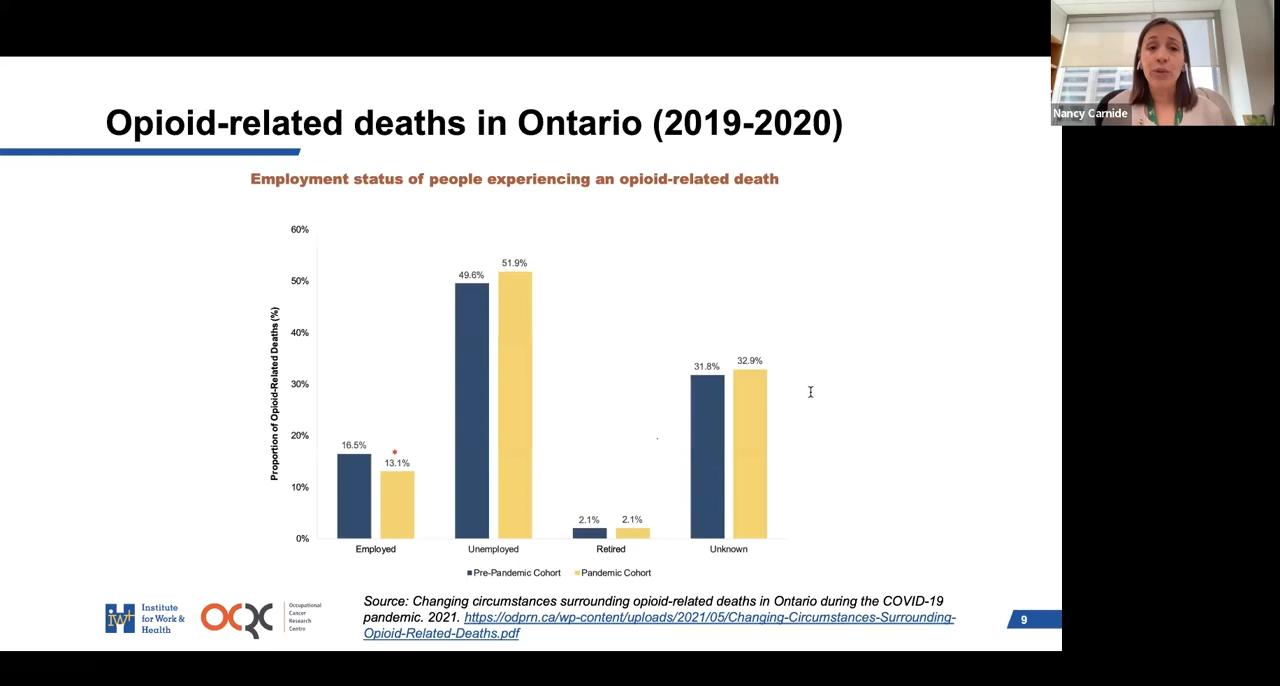 Opioid-related deaths in Ontario (2019-2020)
Nancy Carnide
Employment status of people experiencing an opioid-related death
Proportion of Opioid-Related Deaths (%)
60%
50%
40%
30%
20%
10%
0%
16.5%
*
13.1%
49.6%
51.9%
2.1%
2.1%
31.8%
32.9%
Employed
Unemployed
Retired
Unknown
Pre-Pandemic Cohort
Pandemic Cohort
iwh
Institute
for Work &
Health
OCRC
Occupational
Cancer
Research
Centre
Source: Changing circumstances surrounding opioid-related deaths in Ontario during the COVID-19
pandemic. 2021. https://odprn.ca/wp-content/uploads/2021/05/Changing-Circumstances-Surrounding-
Opioid-Related-Deaths.pdf
9